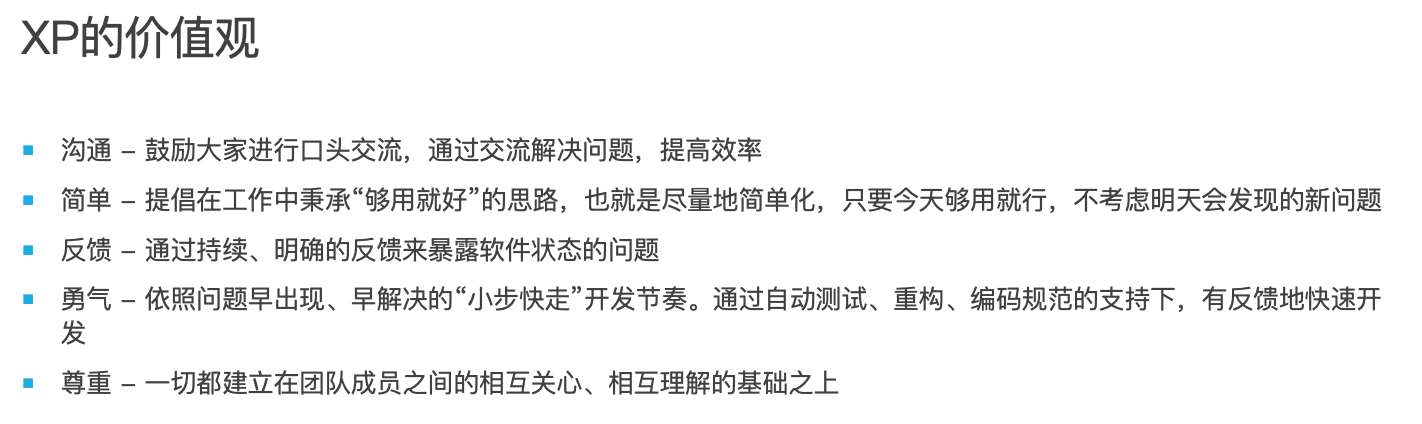 XP的价值观
沟通 – 鼓励大家进行口头交流，通过交流解决问题，提高效率
简单 – 提倡在工作中秉承“够用就好”的思路，也就是尽量地简单化，只要今天够用就行，不考虑明天会发现的新问题
反馈 – 通过持续、明确的反馈来暴露软件状态的问题
勇气 – 依照问题早出现、早解决的“小步快走”开发节奏。通过自动测试、重构、编码规范的支持下，有反馈地快速开
发
尊重 – 一切都建立在团队成员之间的相互关心、相互理解的基础之上